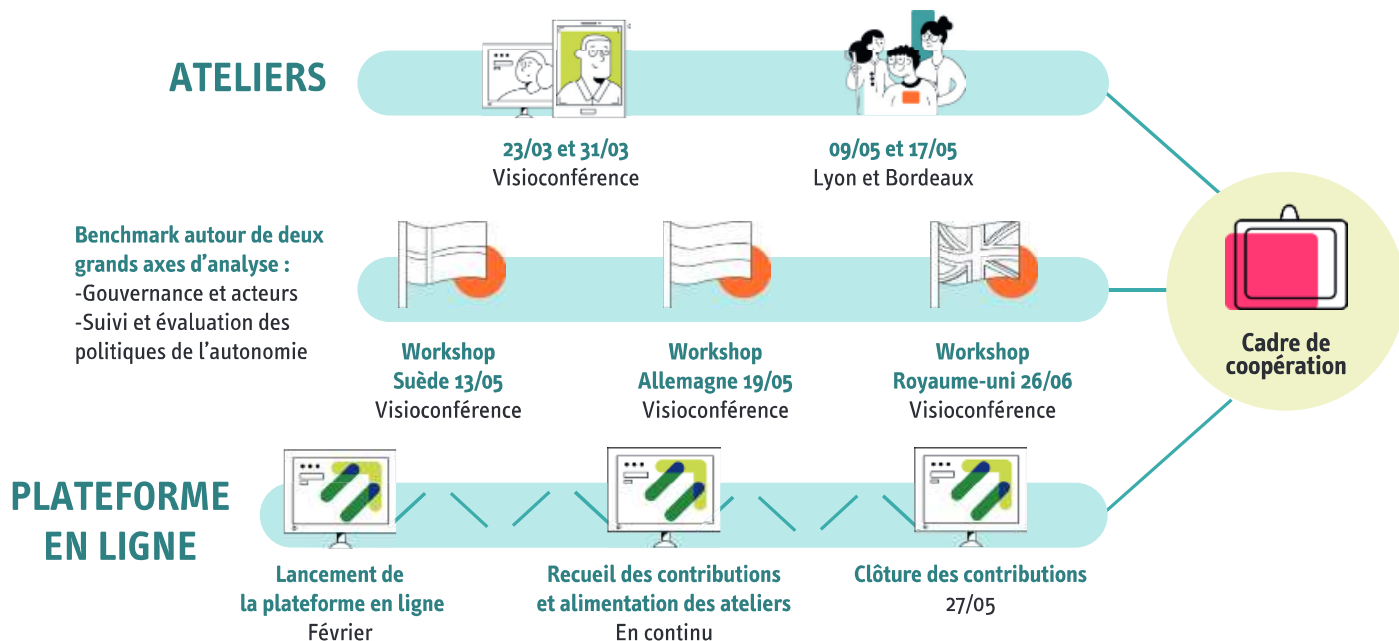 ATELIERS
23/03 et 31/03
Visioconférence
09/05 et 17/05
Lyon et Bordeaux
Benchmark autour de deux
grands axes d’analyse :
-Gouvernance et acteurs
-Suivi et évaluation des
politiques de l’autonomie
Workshop
Suède 13/05
Visioconférence
Workshop
Allemagne 19/05
Visioconférence
Workshop
Royaume-uni 26/06
Visioconférence
Cadre de
coopération
PLATEFORME
EN LIGNE
Lancement de
la plateforme en ligne
Février
Recueil des contributions
et alimentation des ateliers
En continu
Clôture des contributions
27/05